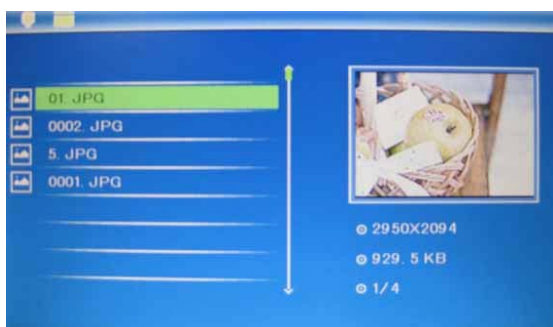 01. JPG
0002. JPG
5. JPG
0001. JPG
2950X2094
929. 5 KB
1/4